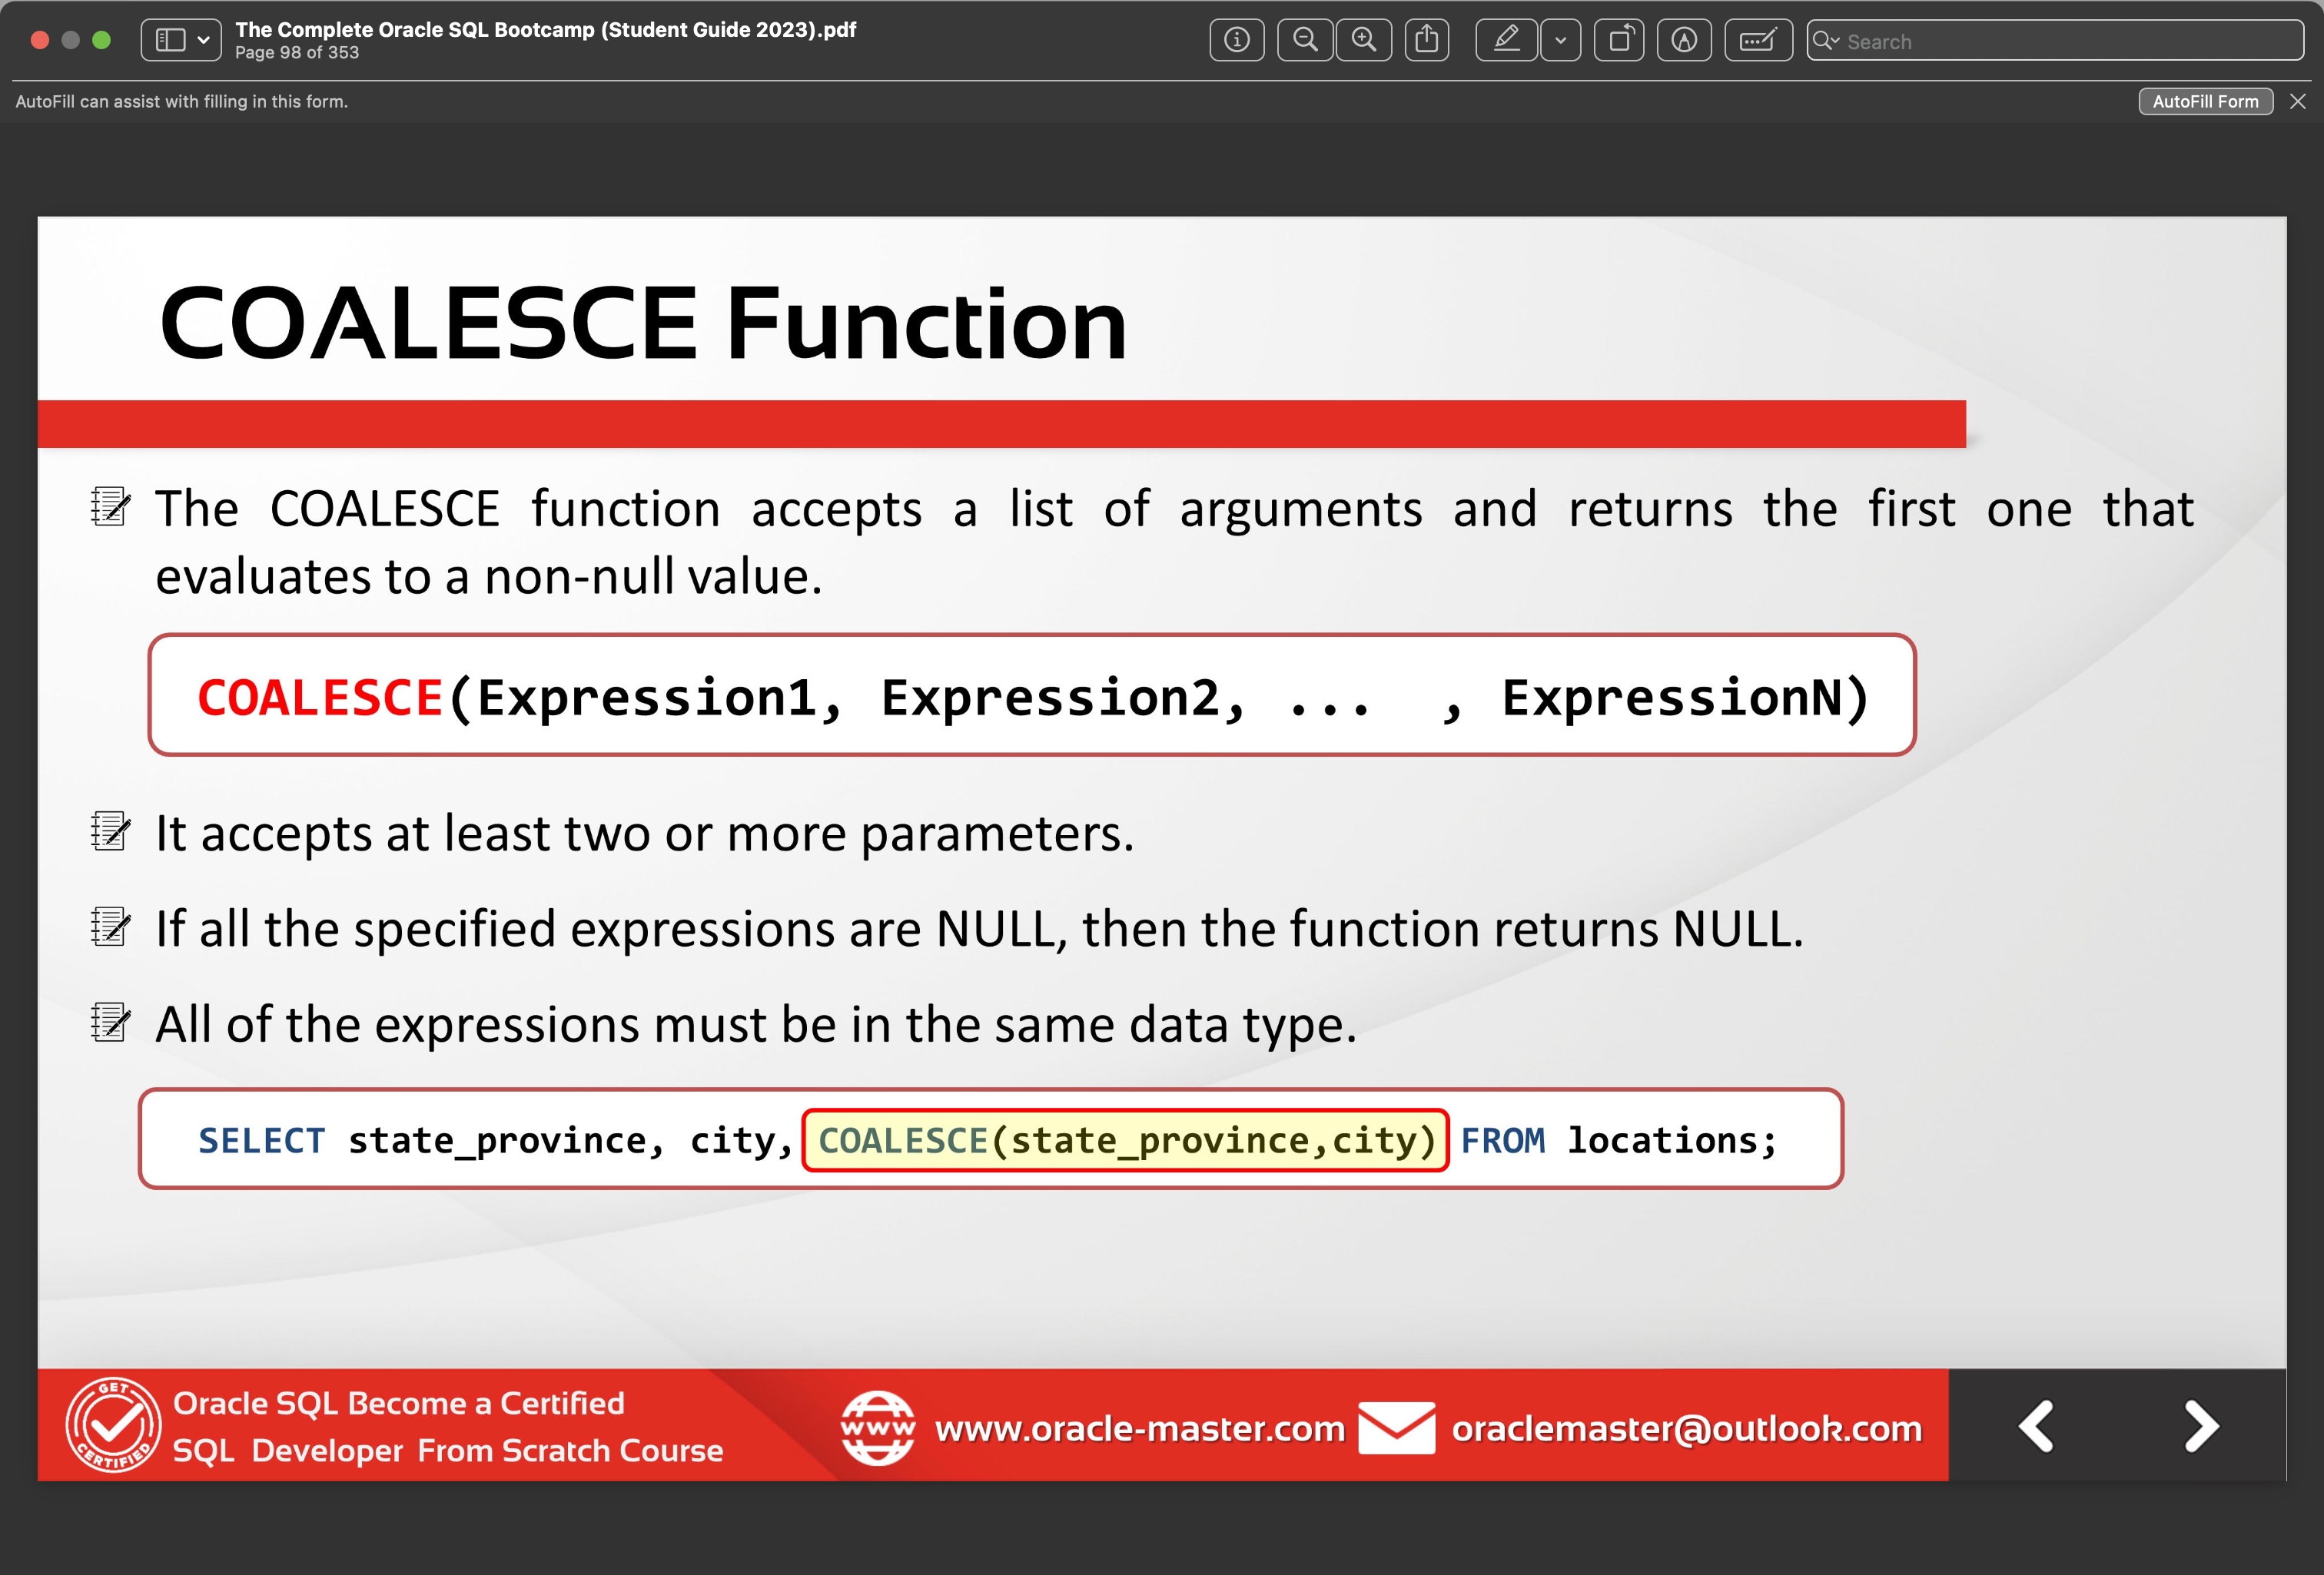 The Complete Oracle SQL Bootcamp (Student Guide 2023).pdf
Page 98 of 353
Search
AutoFill can assist with filling in this form.
AutoFill Form
COALESCE Function
The COALESCE function accepts a list of arguments and returns the first one that
evaluates to a non-null value.
COALESCE(Expression1, Expression2, ... , ExpressionN)
It accepts at least two or more parameters.
If all the specified expressions are NULL, then the function returns NULL.
All of the expressions must be in the same data type.
SELECT state_province, city, COALESCE(state_province,city) FROM locations;
GET
CERTIFIED
Oracle SQL Become a Certified
SQL Developer From Scratch Course
WWW
www.oracle-master.com
oraclemaster@outlook.com